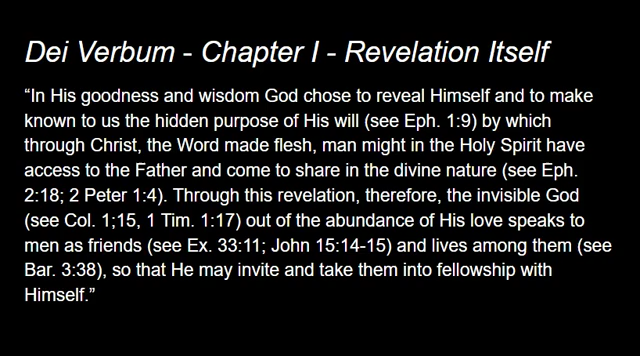 Dei Verbum - Chapter I - Revelation Itself
“In His goodness and wisdom God chose to reveal Himself and to make
known to us the hidden purpose of His will (see Eph. 1:9) by which
through Christ, the Word made flesh, man might in the Holy Spirit have
access to the Father and come to share in the divine nature (see Eph.
2:18; 2 Peter 1:4). Through this revelation, therefore, the invisible God
(see Col. 1;15, 1 Tim. 1:17) out of the abundance of His love speaks to
men as friends (see Ex. 33:11; John 15:14-15) and lives among them (see
Bar. 3:38), so that He may invite and take them into fellowship with
Himself.”